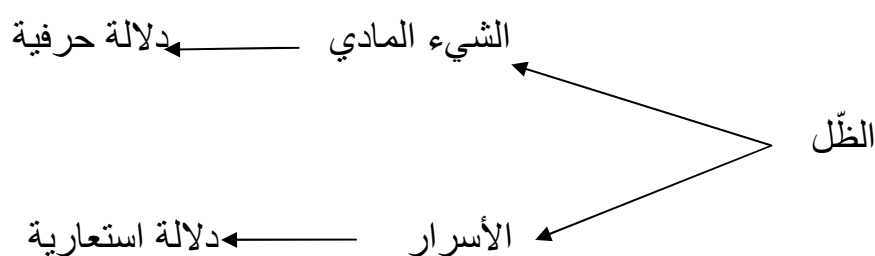 الشيء المادي دلالة حرفية
الظّل
الأسرار دلالة استعارية